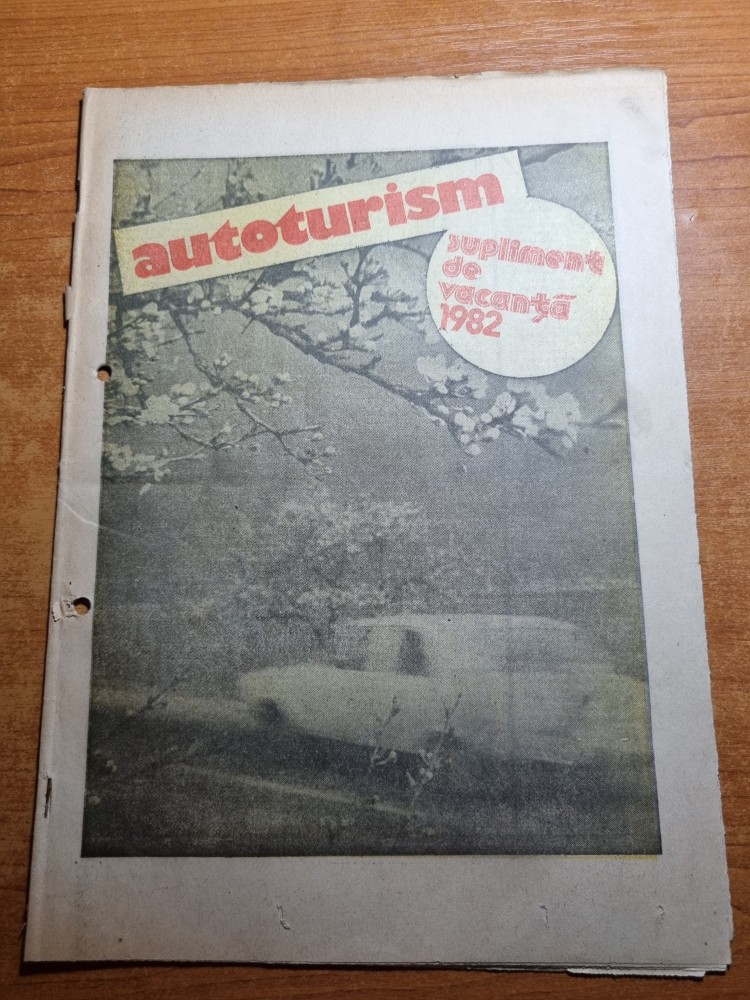 autoturism
supliment
de
vacanță
1982